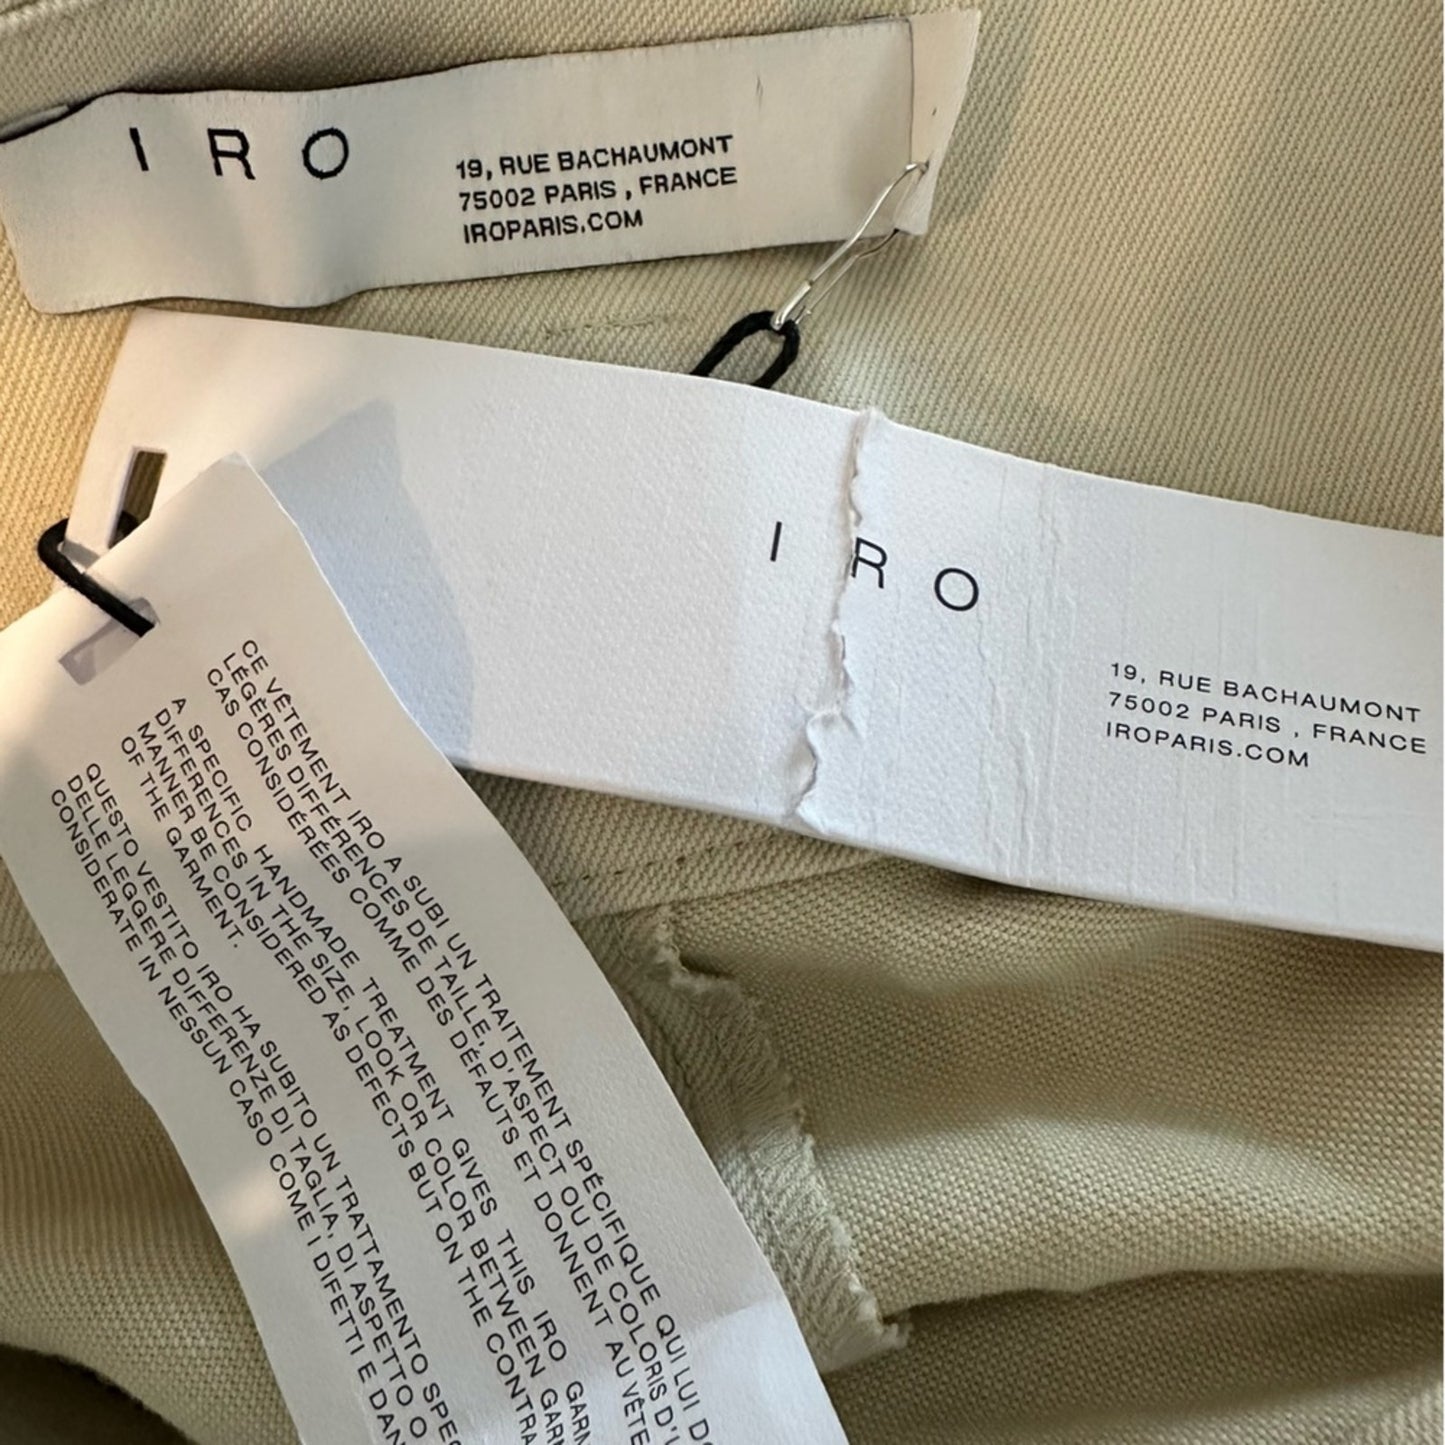 IRO
19, RUE BACHAUMONT
75002 PARIS , FRANCE
IROPARIS.COM
IRO
19, RUE BACHAUMONT
75002 PARIS , FRANCE
IROPARIS.COM
CE VÊTEMENT IRO A SUBI UN TRAITEMENT SPÉCIFIQUE QUI LUI
LÉGÈRES DIFFÉRENCES DE TAILLE, D'ASPECT OU DE COLORIS
CAS CONSIDÉRÉES COMME DES DÉFAUTS ET DONNENT AU
A SPECIFIC HANDMADE TREATMENT GIVES THIS IRO
DIFFERENCES IN THE SIZE, LOOK OR COLOR BETWEEN
MANNER BE CONSIDERED AS DEFECTS BUT ON THE
OF THE GARMENT.
QUESTO VESTITO IRO HA SUBITO UN TRATTAMENTO
DELLE LEGGERE DIFFERENZE DI TAGLIA, DI ASPETTO O
CONSIDERATE IN NESSUN CASO COME I DIFETTI E